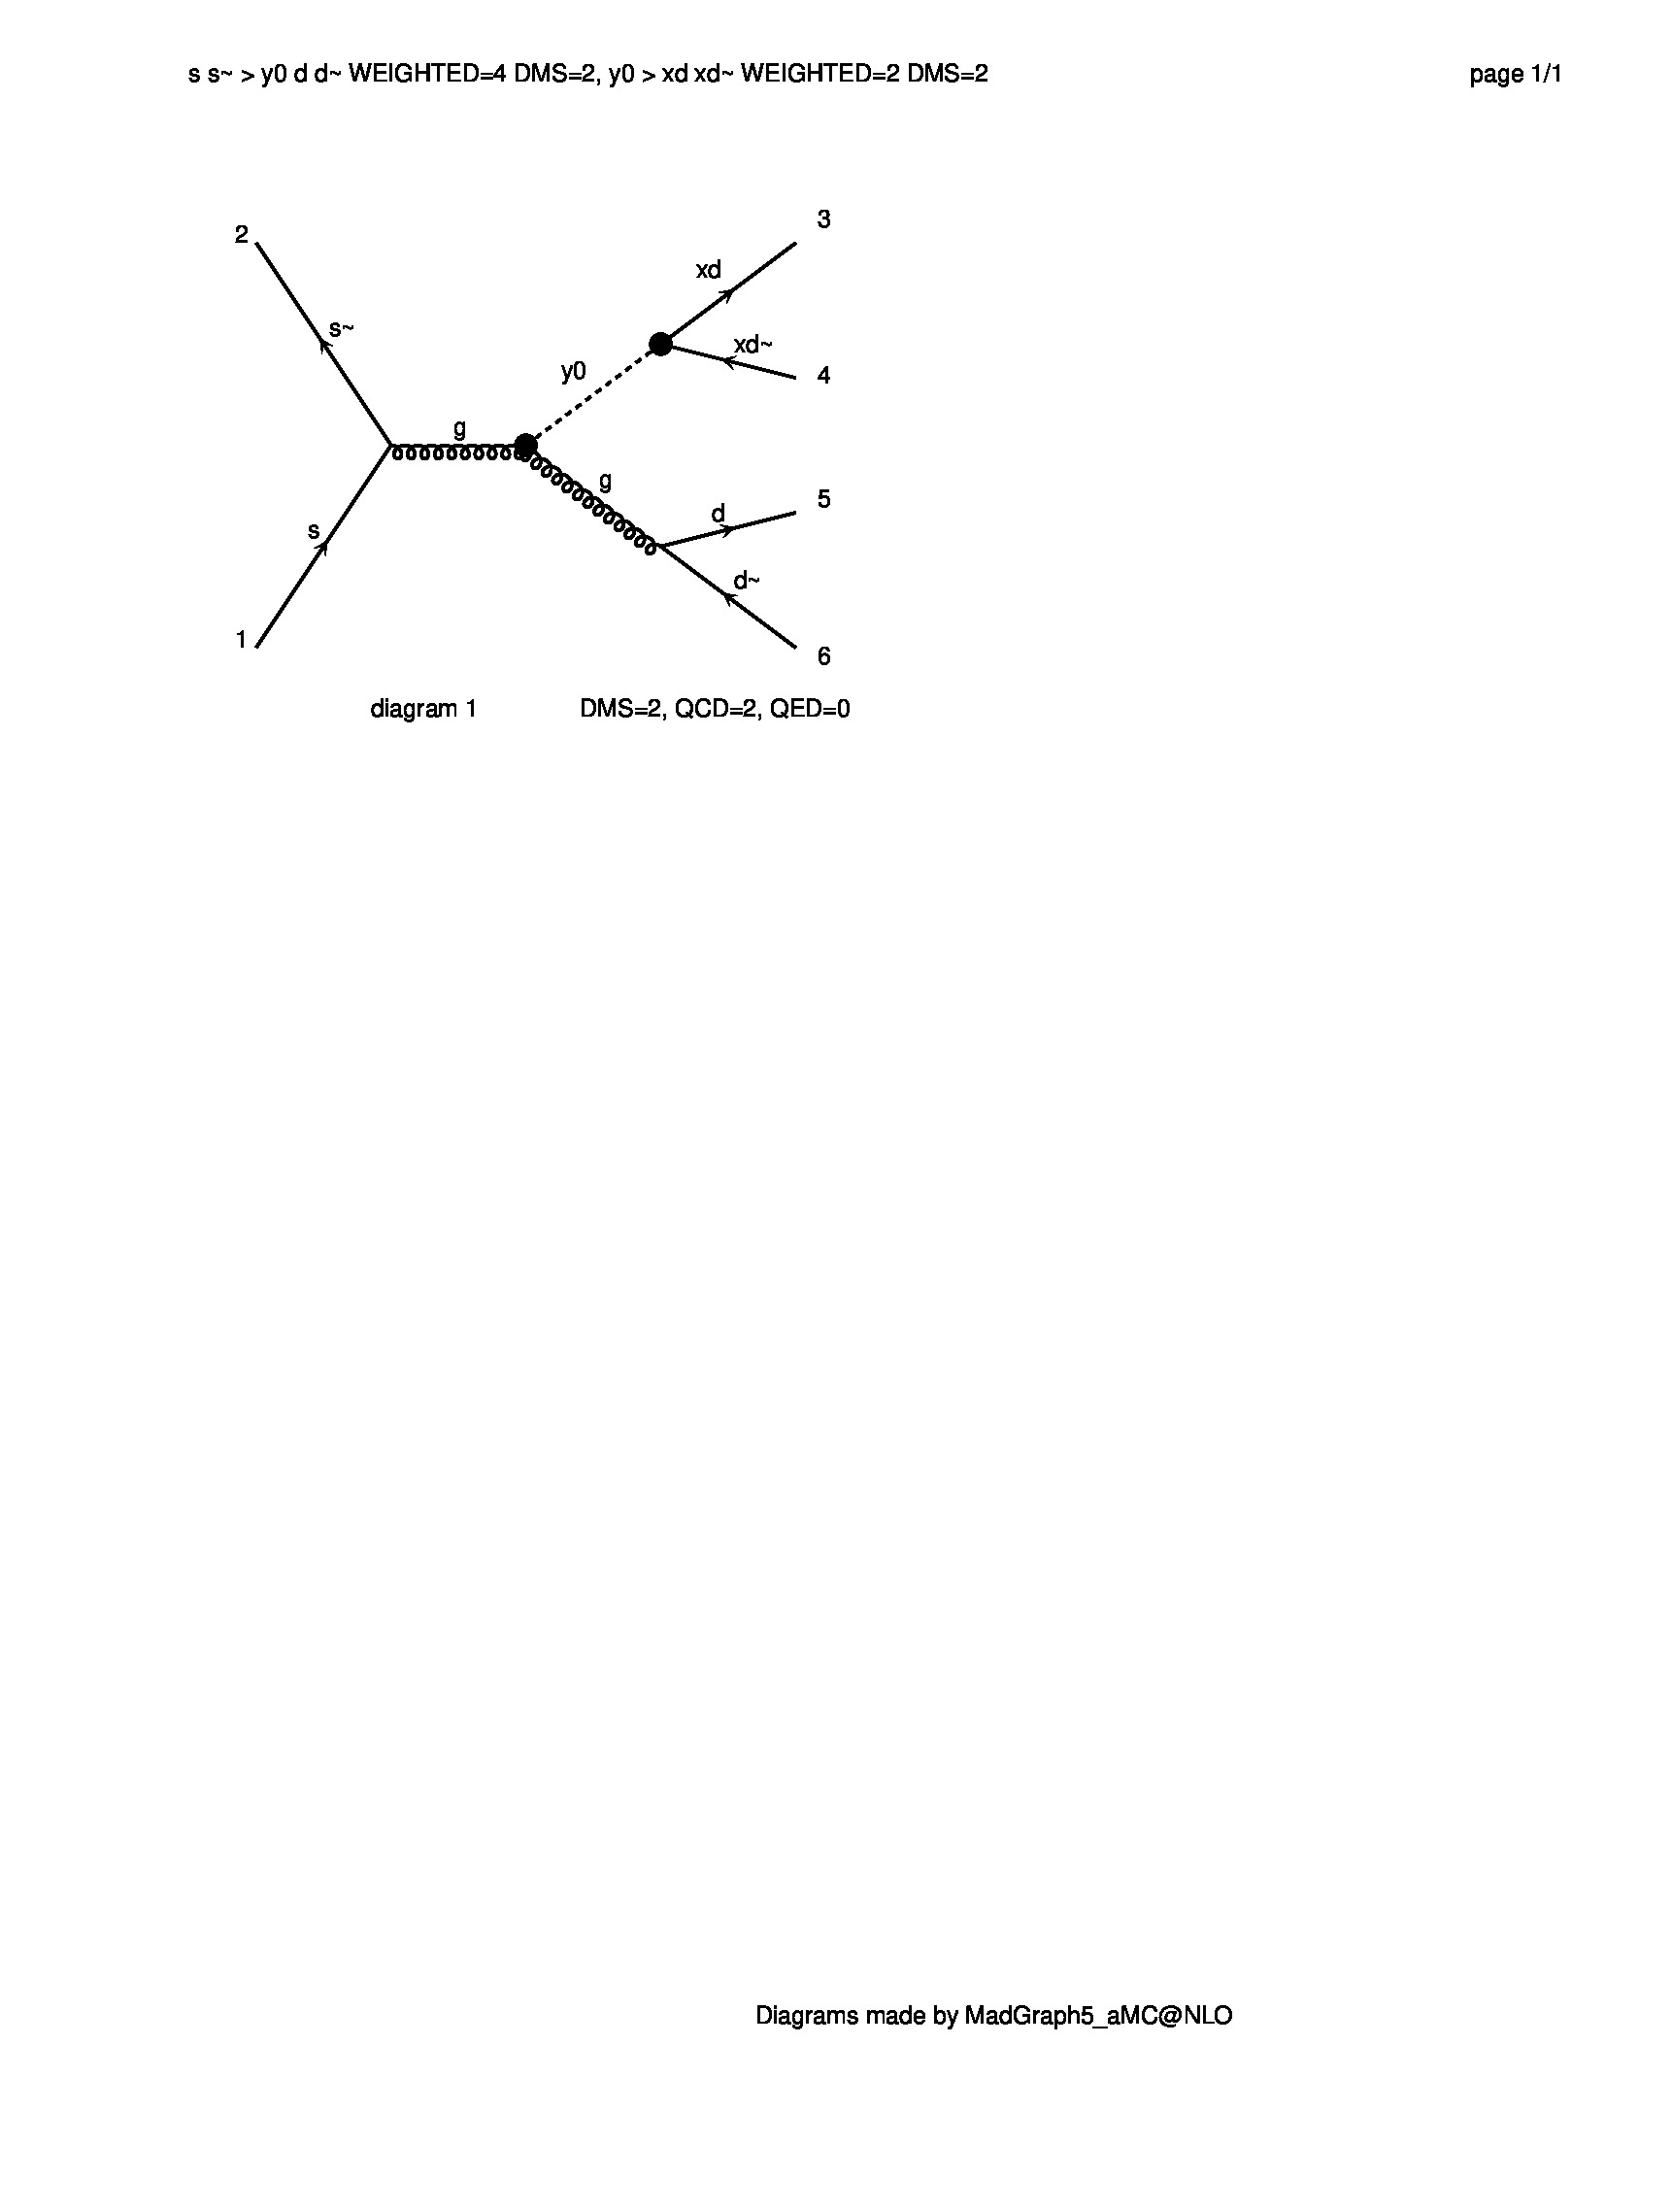 s s~ > y0 d d~ WEIGHTED=4 DMS=2, y0 > xd xd~ WEIGHTED=2 DMS=2
page 1/1
3
2
xd
s~
xd~
y0
4
g
g
5
d
s
d~
1
6
diagram 1
DMS=2, QCD=2, QED=0
Diagrams made by MadGraph5_aMC@NLO